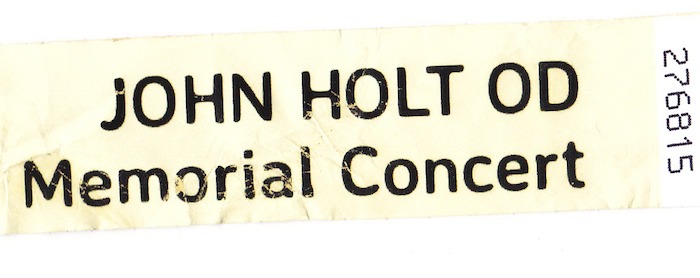 JOHN HOLT OD
Memorial Concert
276815